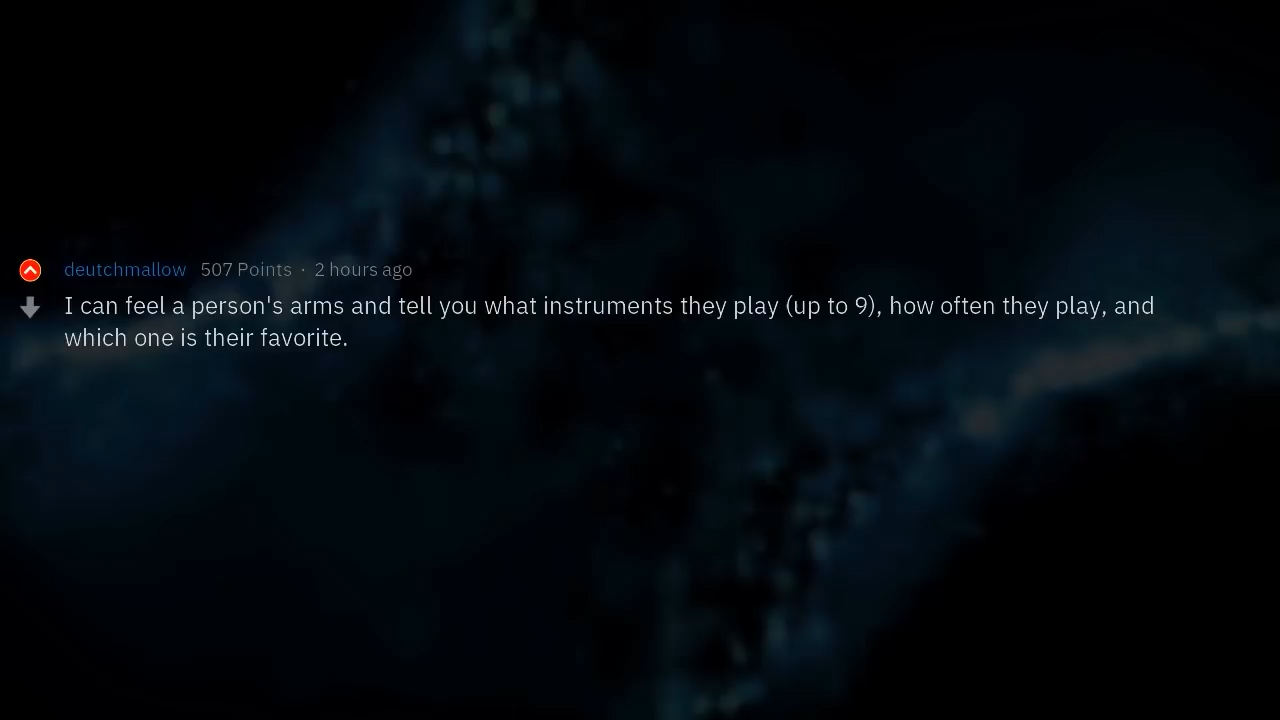 deutchmallow 507 Points · 2 hours ago
I can feel a person's arms and tell you what instruments they play (up to 9), how often they play, and
which one is their favorite.